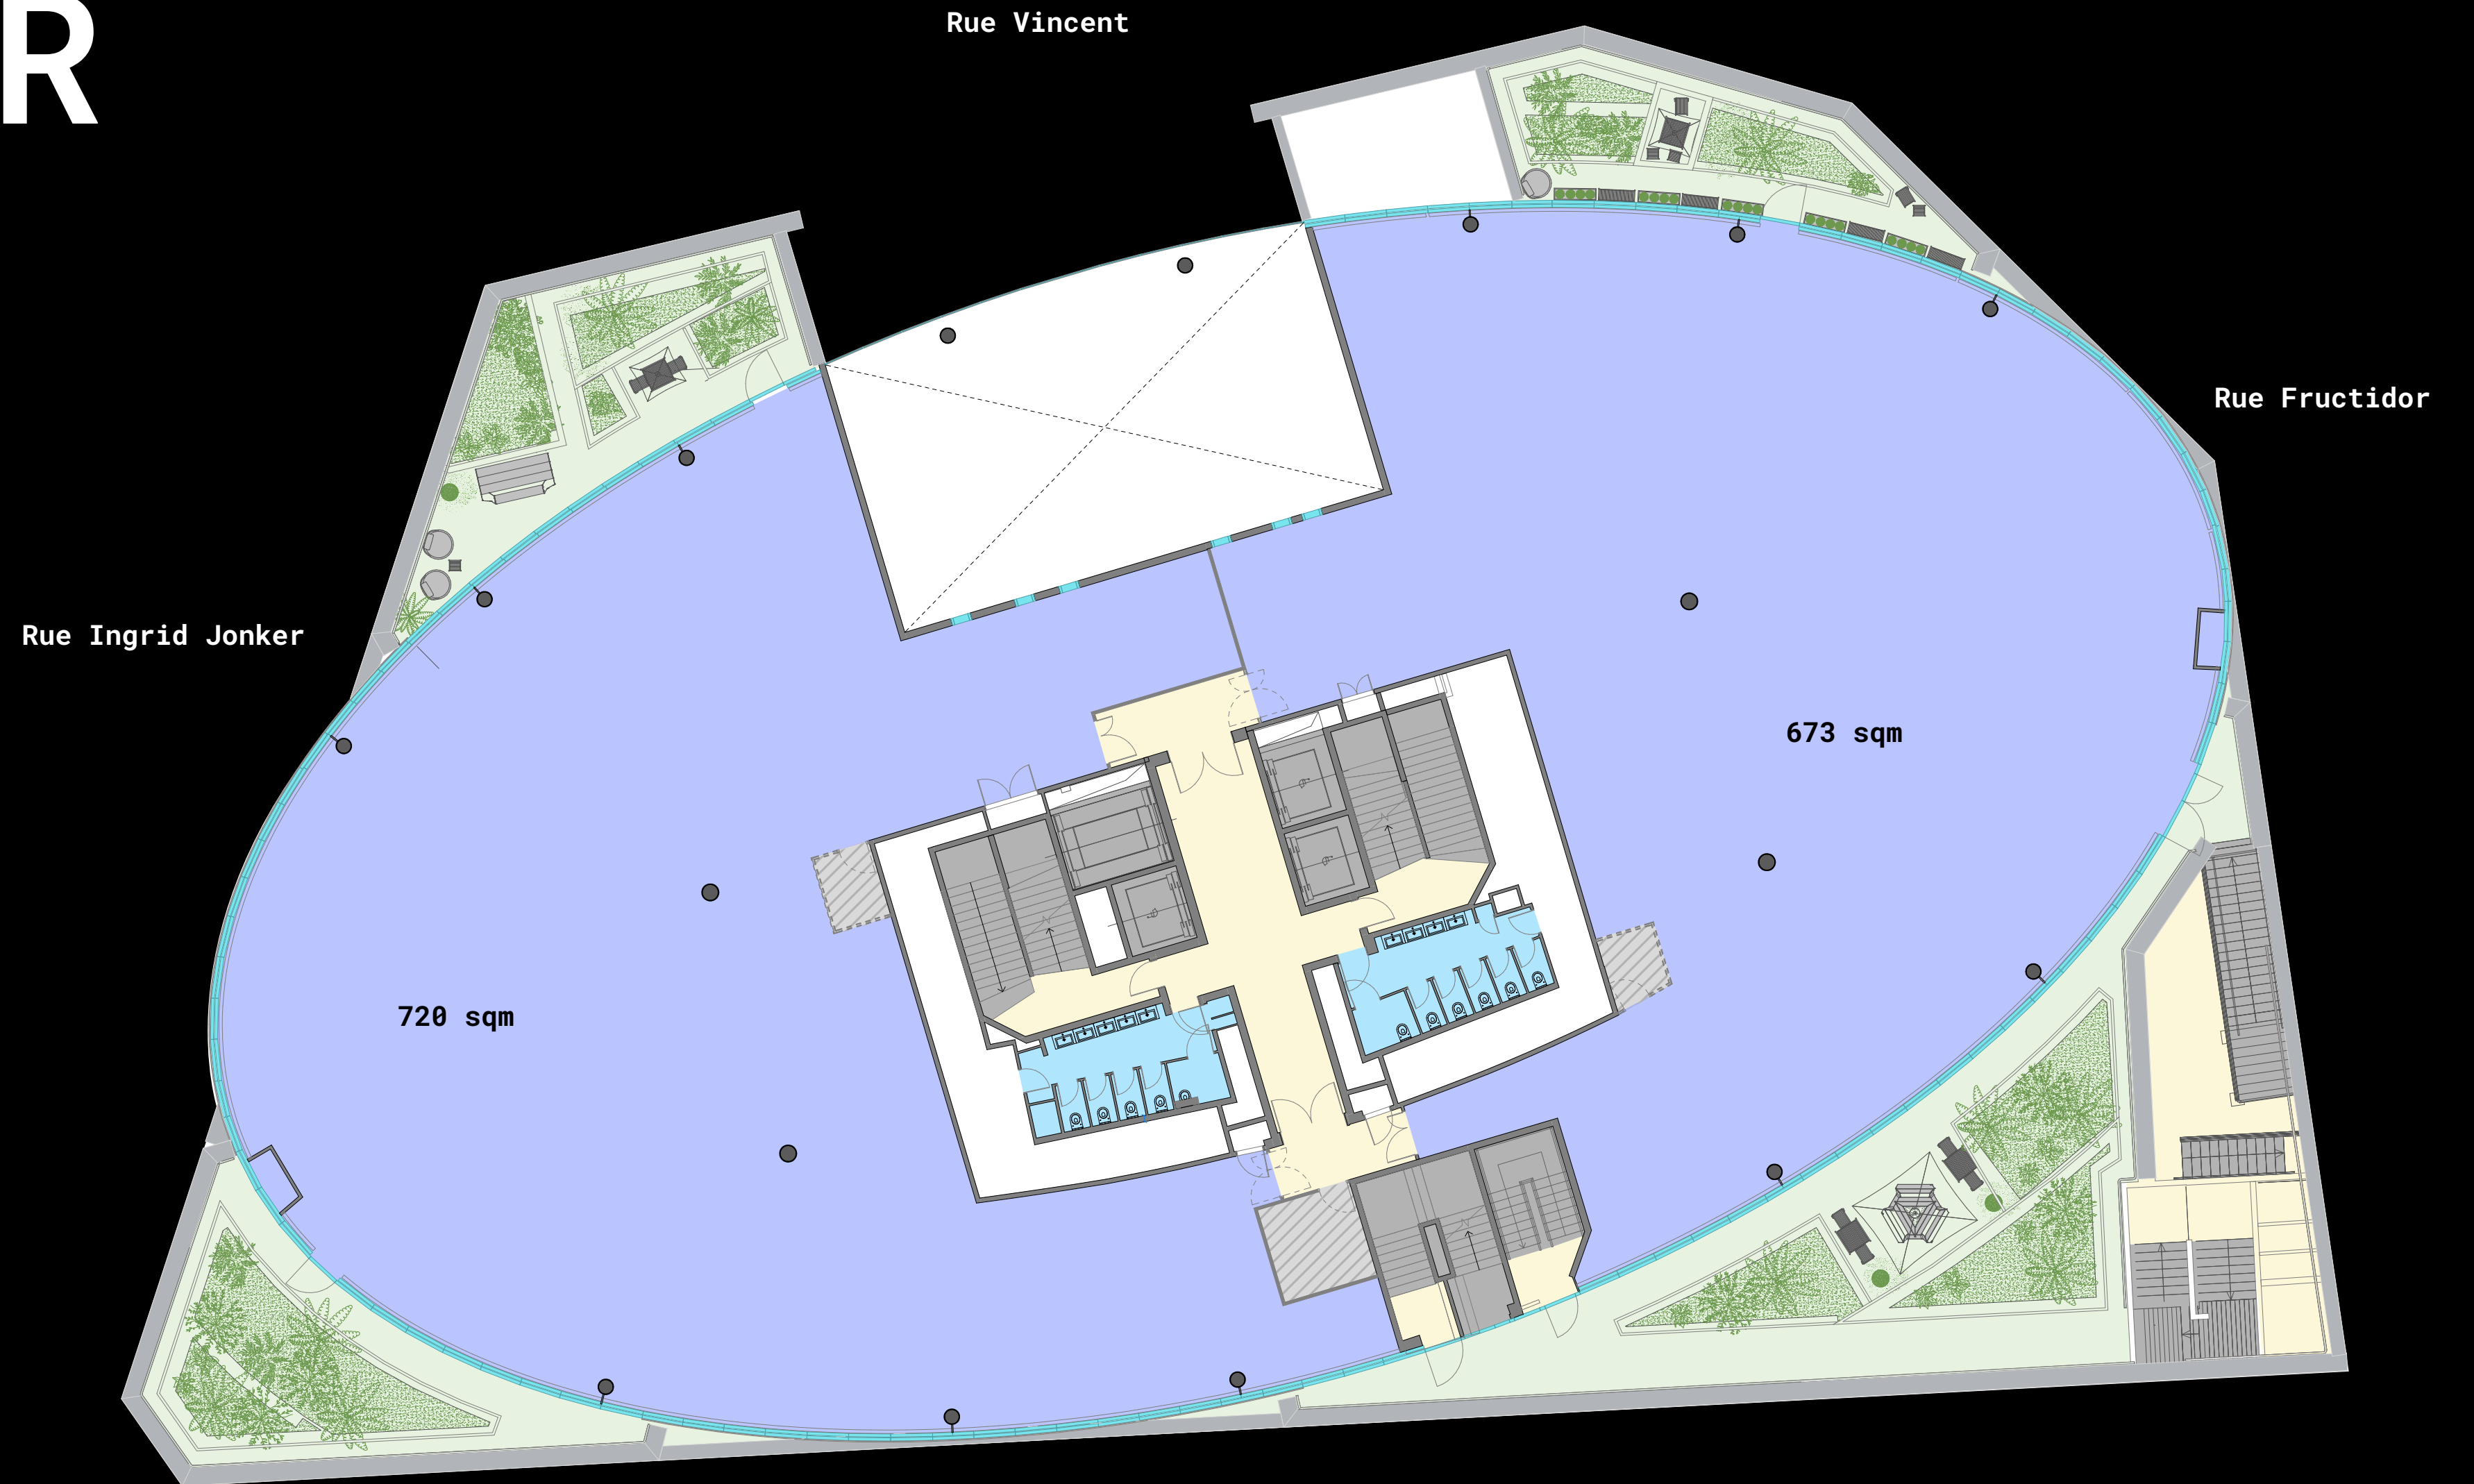 R
Rue Vincent
Rue Fructidor
Rue Ingrid Jonker
673 sqm
720 sqm